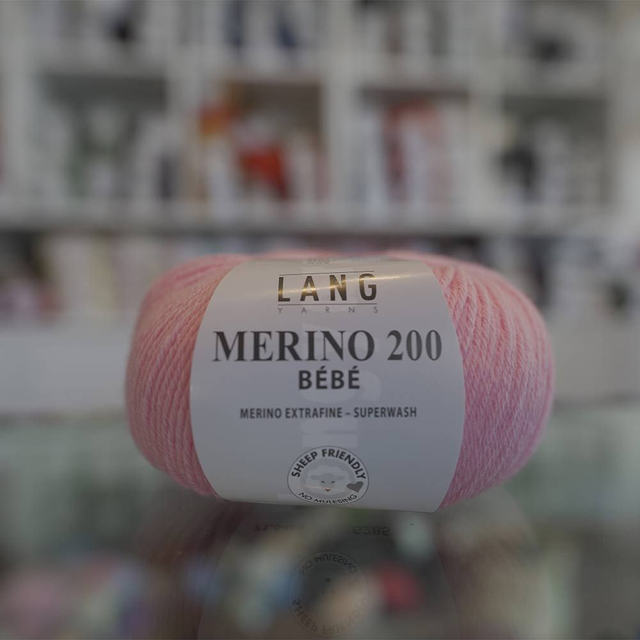 LANG
YARNS
MERINO 200
BÉBÉ
MERINO EXTRAFINE – SUPERWASH
SHEEP FRIENDLY
NO MULESING